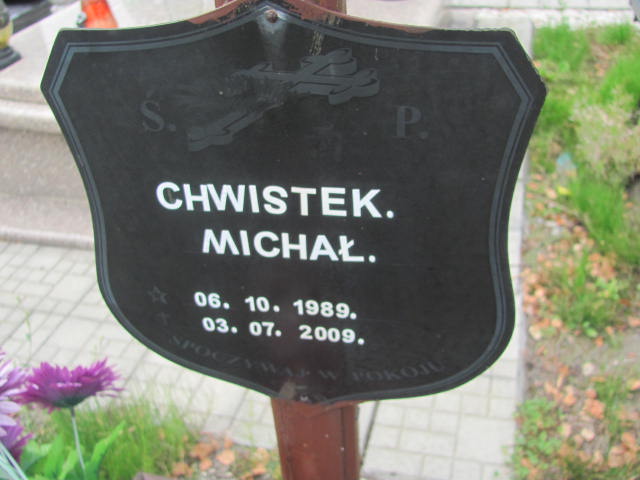 Ś. P.
CHWISTEK.
MICHAŁ.
06. 10. 1989.
03. 07. 2009.
SPOCZYWAJ W POKOJU